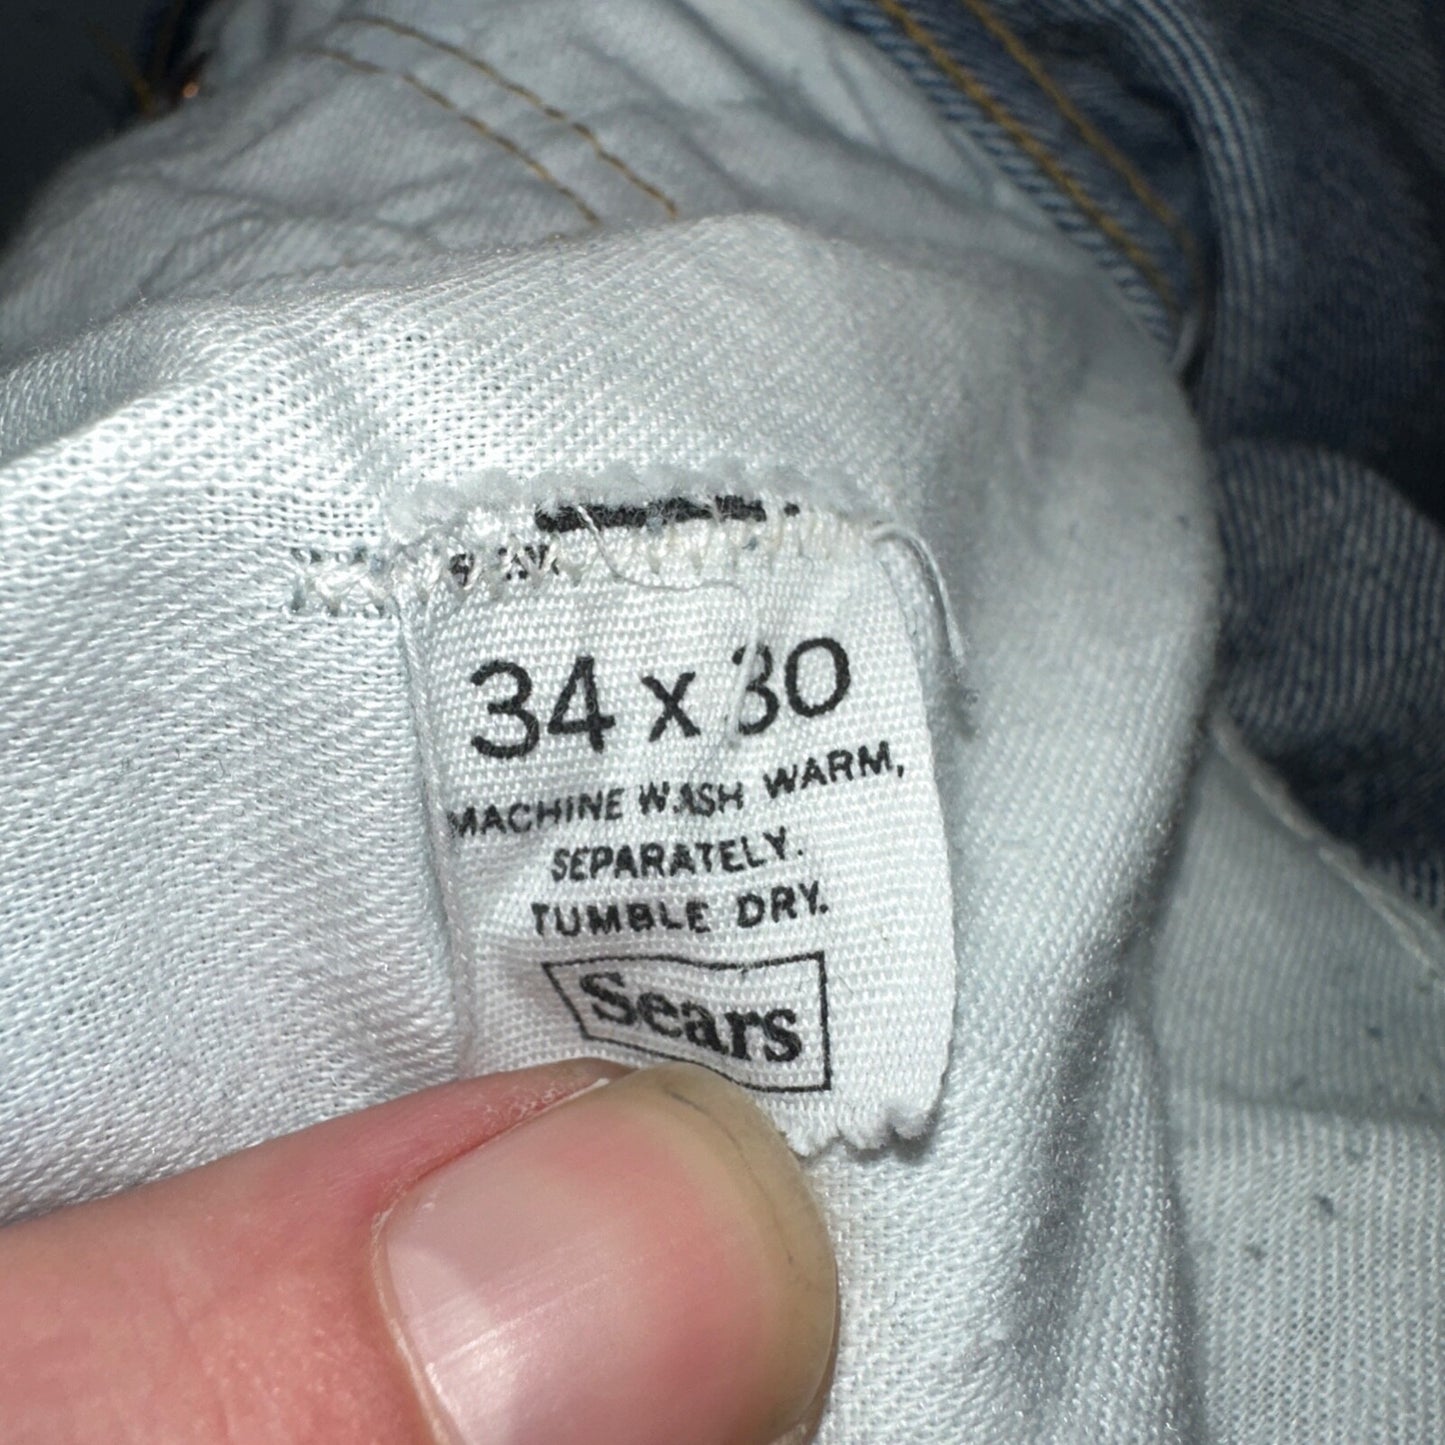 34 x 30
MACHINE WASH WARM,
SEPARATELY.
TUMBLE DRY.
Sears